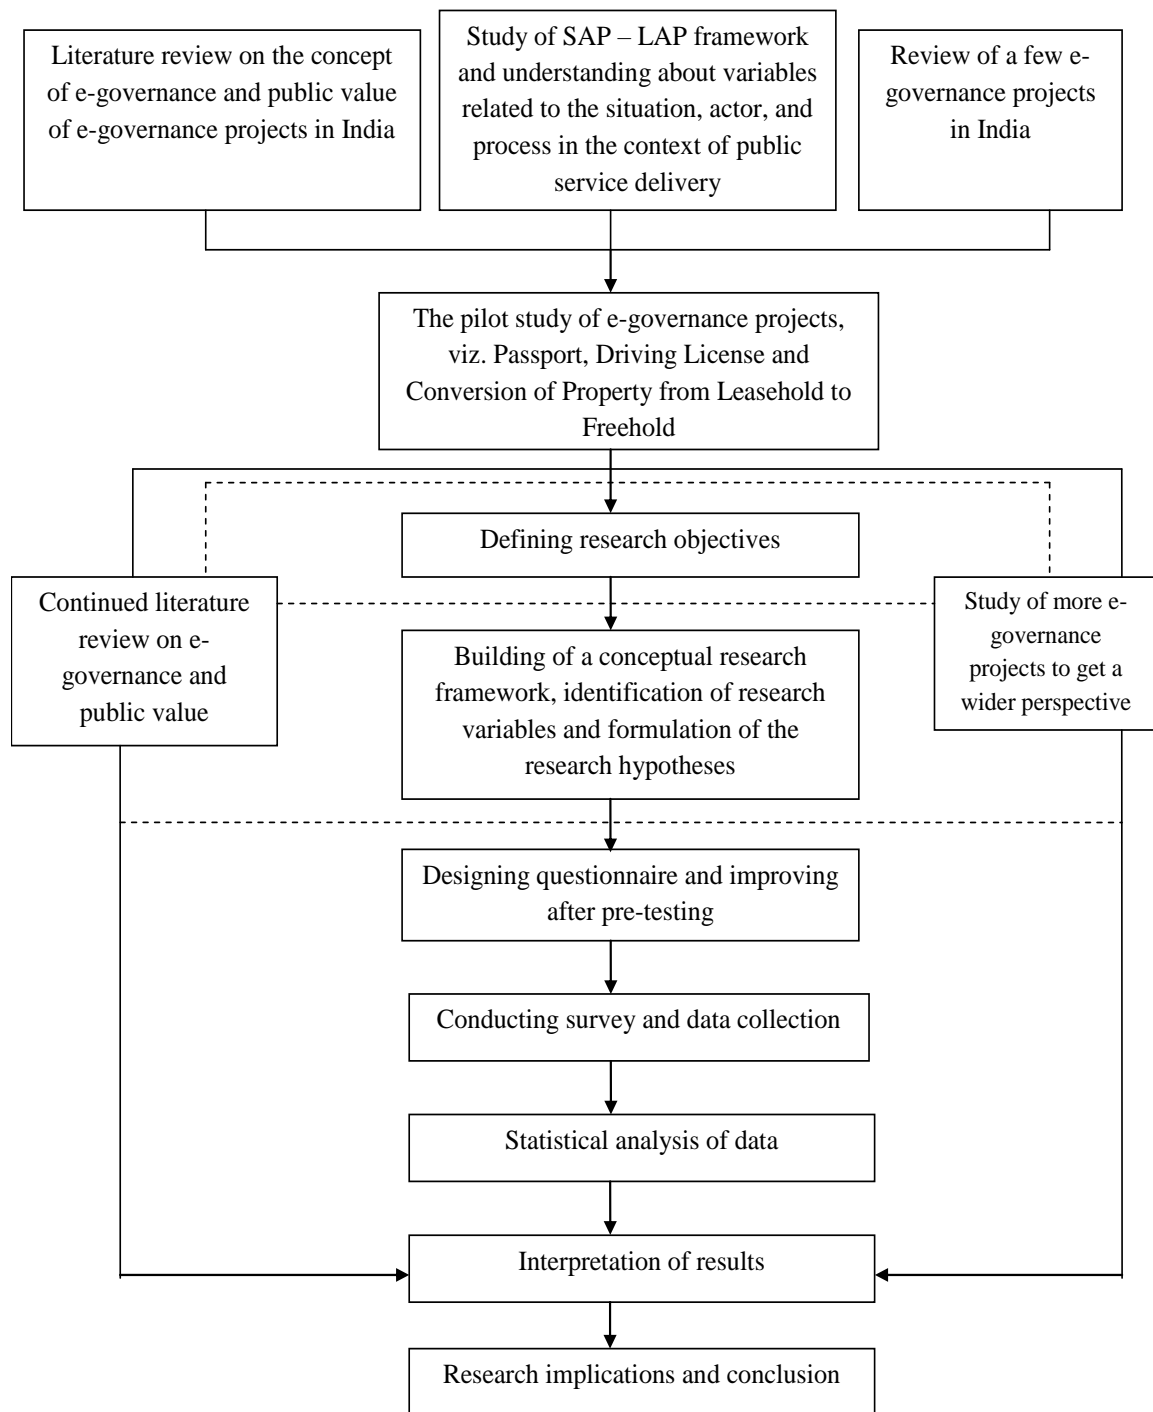 Literature review on the concept
of e-governance and public value
of e-governance projects in India
Study of SAP – LAP framework
and understanding about variables
related to the situation, actor, and
process in the context of public
service delivery
Review of a few e-
governance projects
in India
The pilot study of e-governance projects,
viz. Passport, Driving License and
Conversion of Property from Leasehold to
Freehold
Defining research objectives
Continued literature
review on e-
governance and
public value
Building of a conceptual research
framework, identification of research
variables and formulation of the
research hypotheses
Study of more e-
governance
projects to get a
wider perspective
Designing questionnaire and improving
after pre-testing
Conducting survey and data collection
Statistical analysis of data
Interpretation of results
Research implications and conclusion